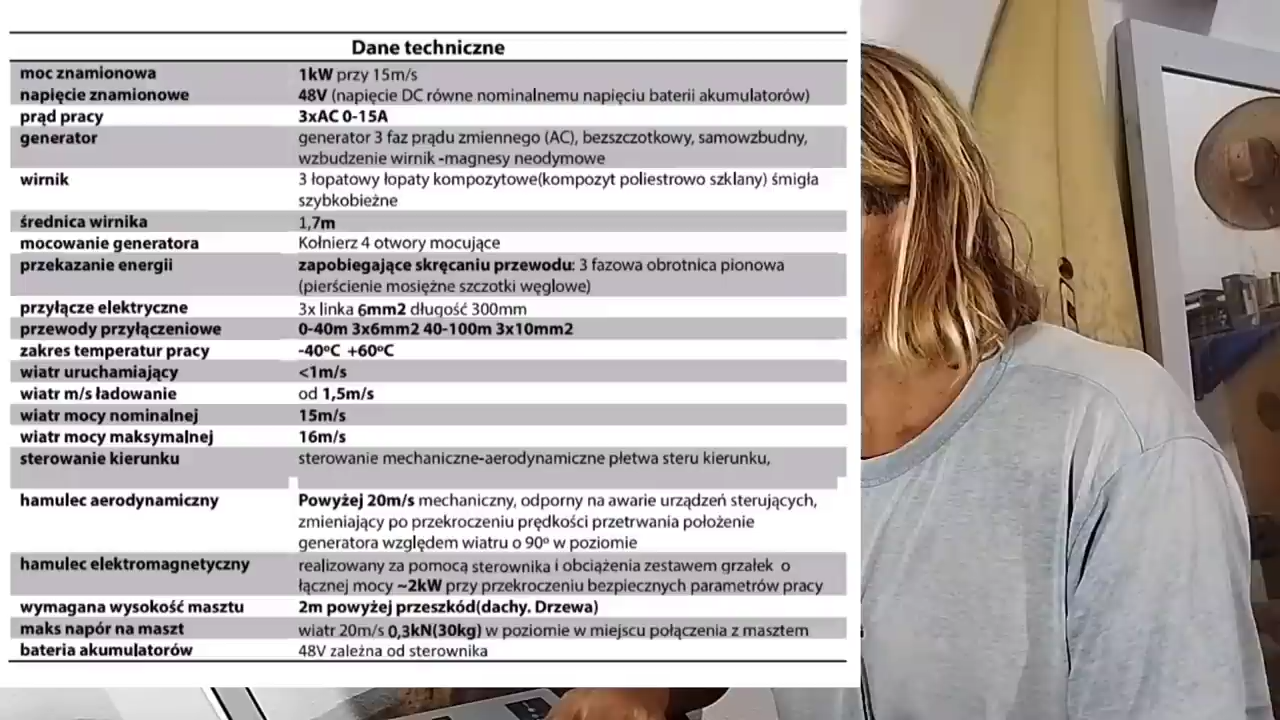 Dane techniczne
moc znamionowa 1kW przy 15m/s
napięcie znamionowe 48V (napięcie DC równe nominalnemu napięciu baterii akumulatorów)
prąd pracy 3xAC 0-15A
generator generator 3 faz prądu zmiennego (AC), bezszczotkowy, samowzbudny,
wzbudzenie wirnik -magnesy neodymowe
wirnik 3 łopatowy łopaty kompozytowe(kompozyt poliestrowo szklany) śmigła
szybkobieżne
średnica wirnika 1,7m
mocowanie generatora Kołnierz 4 otwory mocujące
przekazanie energii zapobiegające skręcaniu przewodu: 3 fazowa obrotnica pionowa
(pierścienie mosiężne szczotki węglowe)
przyłącze elektryczne 3x linka 6mm2 długość 300mm
przewody przyłączeniowe 0-40m 3x6mm2 40-100m 3x10mm2
zakres temperatur pracy -40ºC +60ºC
wiatr uruchamiający <1m/s
wiatr m/s ładowanie od 1,5m/s
wiatr mocy nominalnej 15m/s
wiatr mocy maksymalnej 16m/s
sterowanie kierunku sterowanie mechaniczne-aerodynamiczne płetwa steru kierunku,
hamulec aerodynamiczny Powyżej 20m/s mechaniczny, odporny na awarie urządzeń sterujących,
zmieniający po przekroczeniu prędkości przetrwania położenie
generatora względem wiatru o 90º w poziomie
hamulec elektromagnetyczny realizowany za pomocą sterownika i obciążenia zestawem grzałek o
łącznej mocy ~2kW przy przekroczeniu bezpiecznych parametrów pracy
wymagana wysokość masztu 2m powyżej przeszkód(dachy. Drzewa)
maks napór na maszt wiatr 20m/s 0,3kN(30kg) w poziomie w miejscu połączenia z masztem
bateria akumulatorów 48V zależna od sterownika